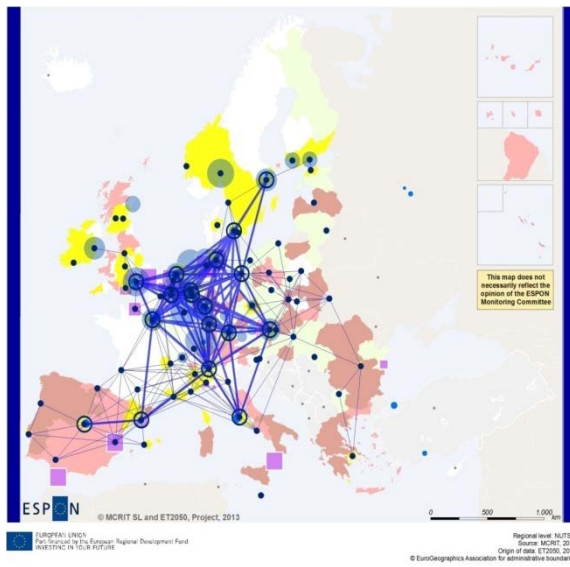 This map does not
necessarily reflect the
opinion of the ESPON
Monitoring Committee
ESPON
© MCRIT SL and ET2050, Project, 2013
0 500 1.000
km
EUROPEAN UNION
Part-financed by the European Regional Development Fund
INVESTING IN YOUR FUTURE
Regional level: NUTS
Source: MCRIT, 20
Origin of data: ET2050, 20
© EuroGeographics Association for administrative boundari